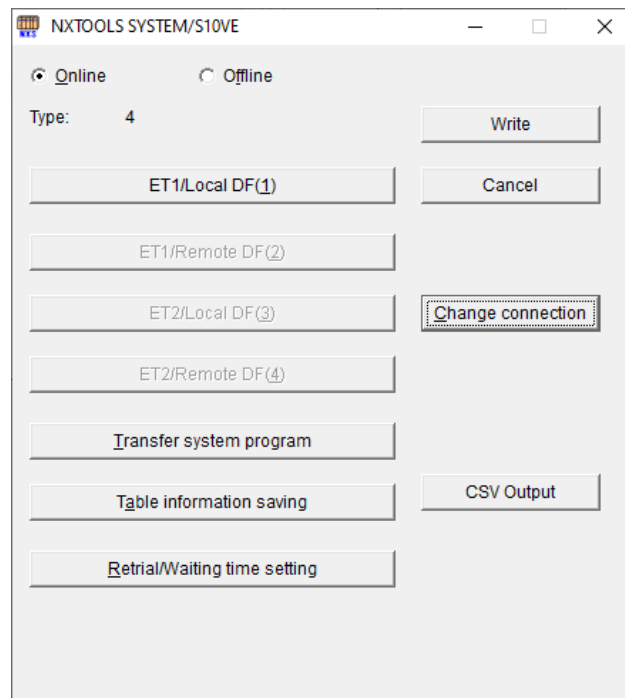 NXTOOLS SYSTEM/S10VE
NXS
Online
Offline
Type: 4
Write
ET1/Local DF(1)
Cancel
ET1/Remote DF(2)
ET2/Local DF(3)
Change connection
ET2/Remote DF(4)
Transfer system program
Table information saving
CSV Output
Retrial/Waiting time setting